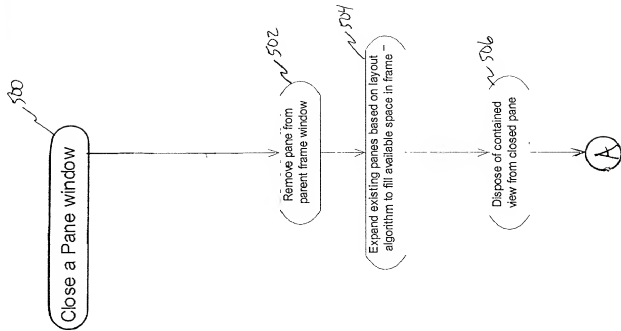 500
Close a Pane window
502
Remove pane from
parent frame window
504
Expand existing panes based on layout
algorithm to fill available space in frame –
506
Dispose of contained
view from closed pane
A